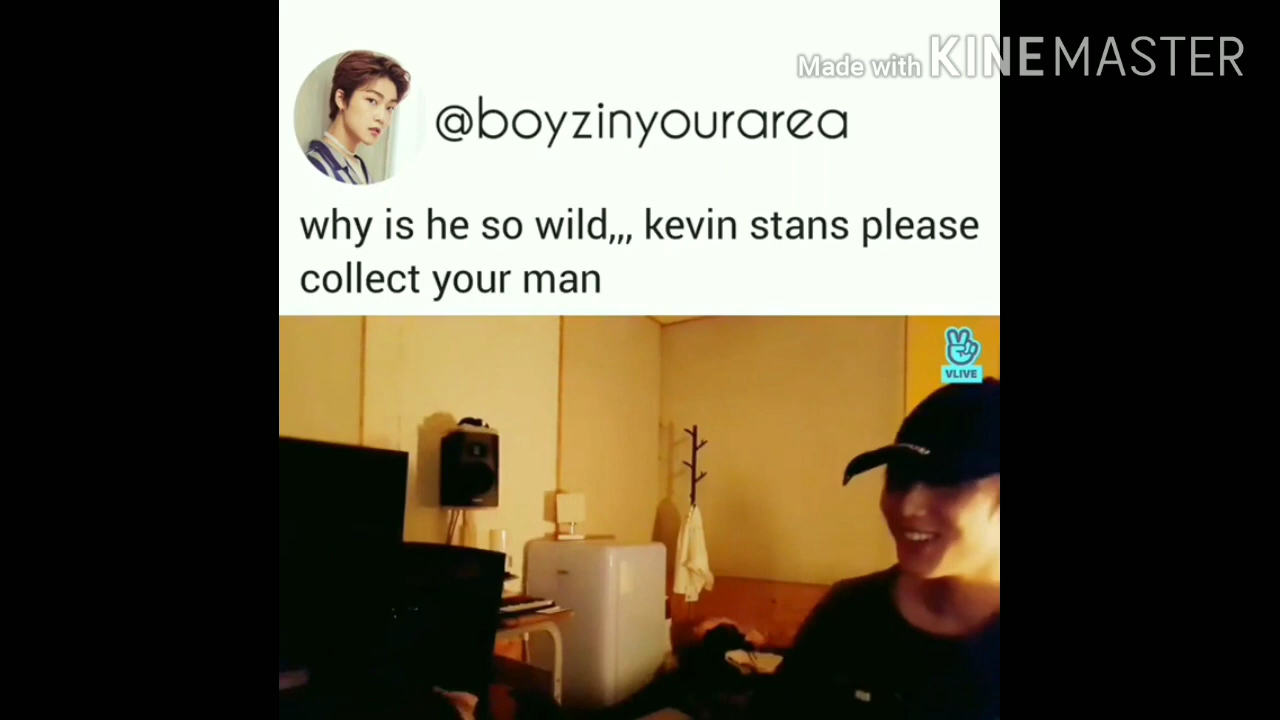 Made with KINEMASTER
@boyzinyourarea
why is he so wild,,, kevin stans please
collect your man
VLIVE